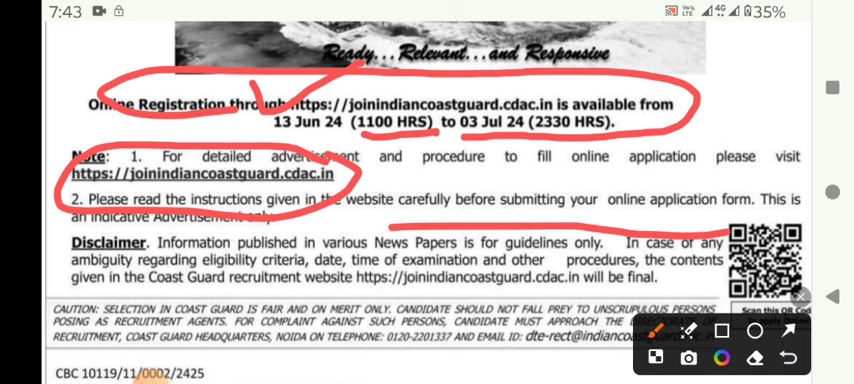 7:43
Vo))
LTE
4G
35%
Ready... Relevant...and Responsive
Online Registration through https://joinindiancoastguard.cdac.in is available from
13 Jun 24 (1100 HRS) to 03 Jul 24 (2330 HRS).
Note: 1. For detailed advertisement and procedure to fill online application please visit
https://joinindiancoastguard.cdac.in
2. Please read the instructions given in the website carefully before submitting your online application form. This is
an indicative Advertisement only.
Disclaimer. Information published in various News Papers is for guidelines only. In case of any
ambiguity regarding eligibility criteria, date, time of examination and other procedures, the contents
given in the Coast Guard recruitment website https://joinindiancoastguard.cdac.in will be final.
CAUTION: SELECTION IN COAST GUARD IS FAIR AND ON MERIT ONLY. CANDIDATE SHOULD NOT FALL PREY TO UNSCRUPULOUS PERSONS
POSING AS RECRUITMENT AGENTS. FOR COMPLAINT AGAINST SUCH PERSONS, CANDIDATE MUST APPROACH THE DIRECTORATE OF
RECRUITMENT, COAST GUARD HEADQUARTERS, NOIDA ON TELEPHONE: 0120-2201337 AND EMAIL ID: dte-rect@indiancoas
Scan this QR Cod
CBC 10119/11/0002/2425